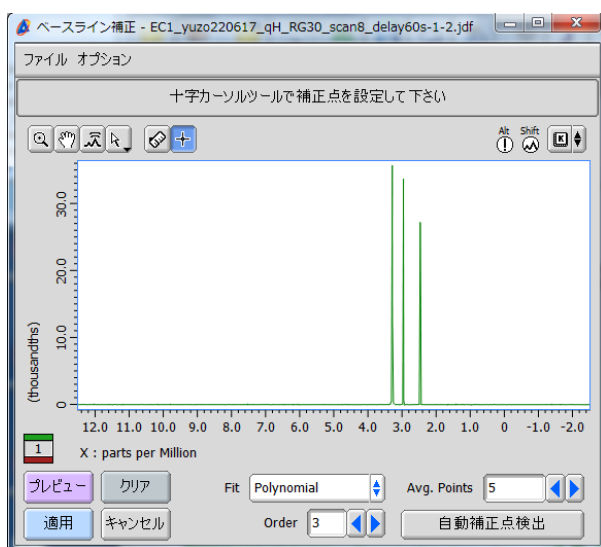 ベースライン補正 - EC1_yuzo220617_qH_RG30_scan8_delay60s-1-2.jdf
ファイル オプション
十字カーソルツールで補正点を設定して下さい
Alt Shift
K
30.0
20.0
10.0
0
(thousandths)
12.0 11.0 10.0 9.0 8.0 7.0 6.0 5.0 4.0 3.0 2.0 1.0 0 -1.0 -2.0
1
X : parts per Million
プレビュー クリア Fit Polynomial Avg. Points 5
適用 キャンセル Order 3 自動補正点検出